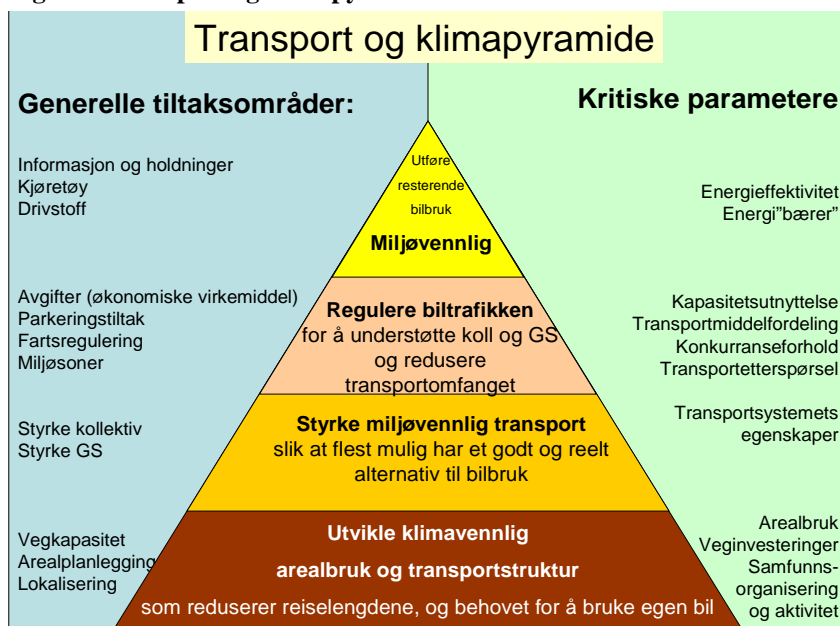 Transport og klimapyramide
Generelle tiltaksområder:
Informasjon og holdninger
Kjøretøy
Drivstoff
Avgifter (økonomiske virkemiddel)
Parkeringstiltak
Fartsregulering
Miljøsoner
Styrke kollektiv
Styrke GS
Vegkapasitet
Arealplanlegging
Lokalisering
Utføre
resterende
bilbruk
Miljøvennlig
Regulere biltrafikken
for å understøtte koll og GS
og redusere
transportomfanget
Styrke miljøvennlig transport
slik at flest mulig har et godt og reelt
alternativ til bilbruk
Utvikle klimavennlig
arealbruk og transportstruktur
som reduserer reiselengdene, og behovet for å bruke egen bil
Kritiske parametere
Energieffektivitet
Energi"bærer"
Kapasitetsutnyttelse
Transportmiddelfordeling
Konkurranseforhold
Transportetterspørsel
Transportsystemets
egenskaper
Arealbruk
Veginvesteringer
Samfunns-
organisering
og aktivitet